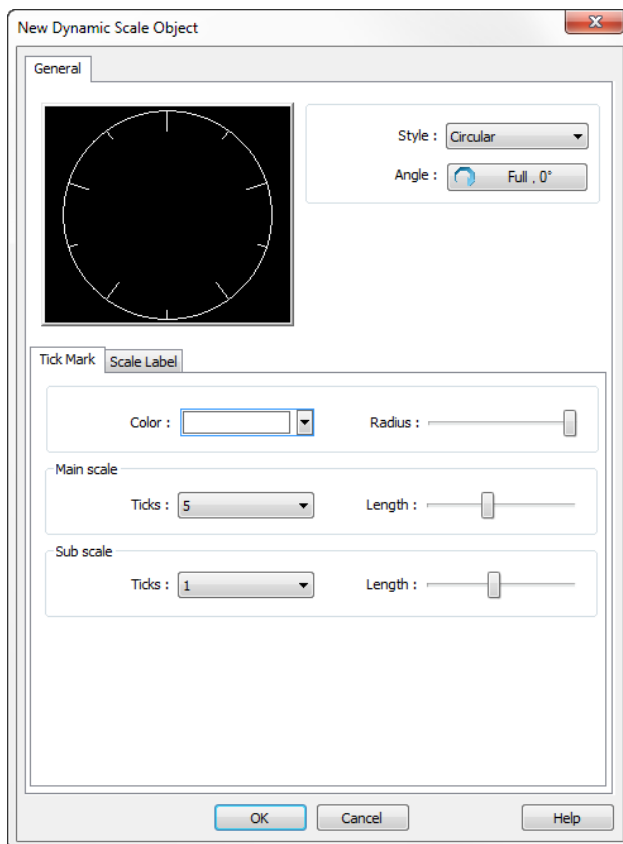 New Dynamic Scale Object
General
Style : Circular
Angle : Full , 0°
Tick Mark Scale Label
Color : Radius :
Main scale
Ticks : 5 Length :
Sub scale
Ticks : 1 Length :
OK Cancel Help